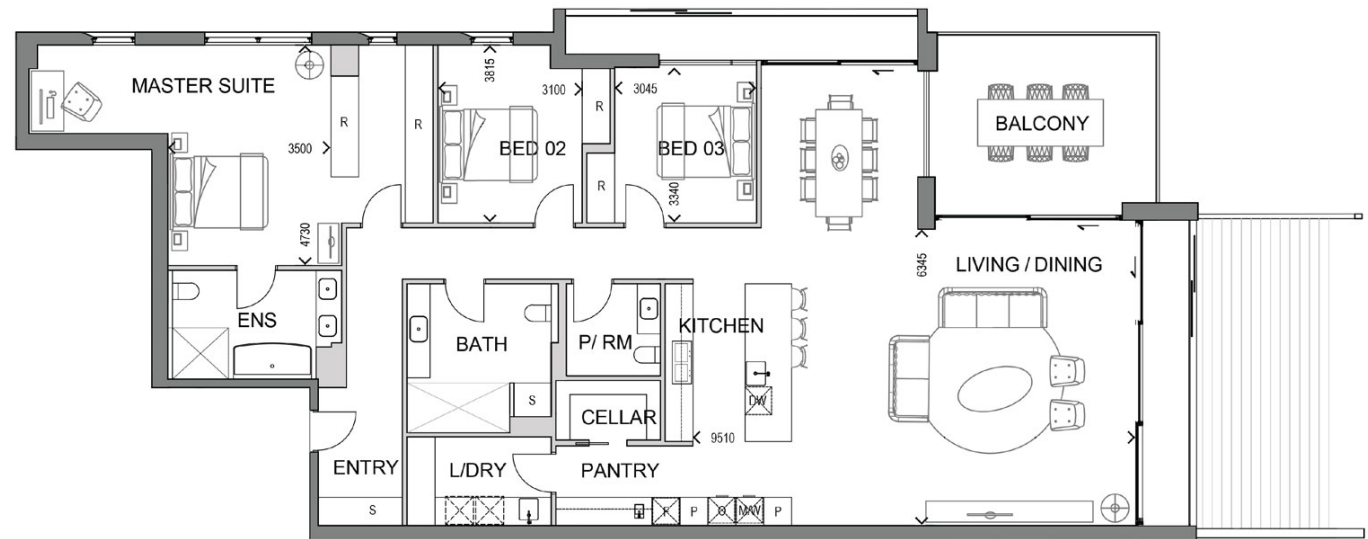 MASTER SUITE
3815
3100
3045
R
R
R
R
3500
BED 02
BED 03
3340
BALCONY
4730
6345
LIVING / DINING
ENS
BATH
P/ RM
KITCHEN
S
DW
CELLAR
9510
ENTRY
L/DRY
PANTRY
S
F
P
O
M/W
P